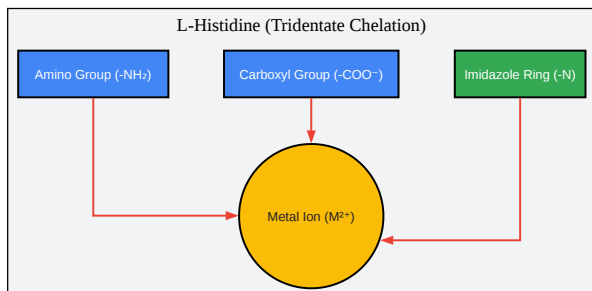 L-Histidine (Tridentate Chelation)
Amino Group (-NH₂)
Carboxyl Group (-COO⁻)
Imidazole Ring (-N)
Metal Ion (M²⁺)